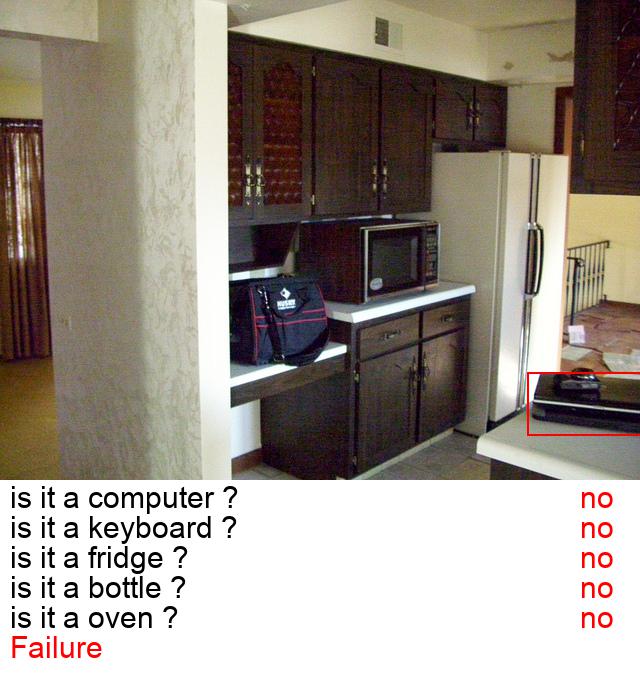 HUSKY
is it a computer ? no
is it a keyboard ? no
is it a fridge ? no
is it a bottle ? no
is it a oven ? no
Failure